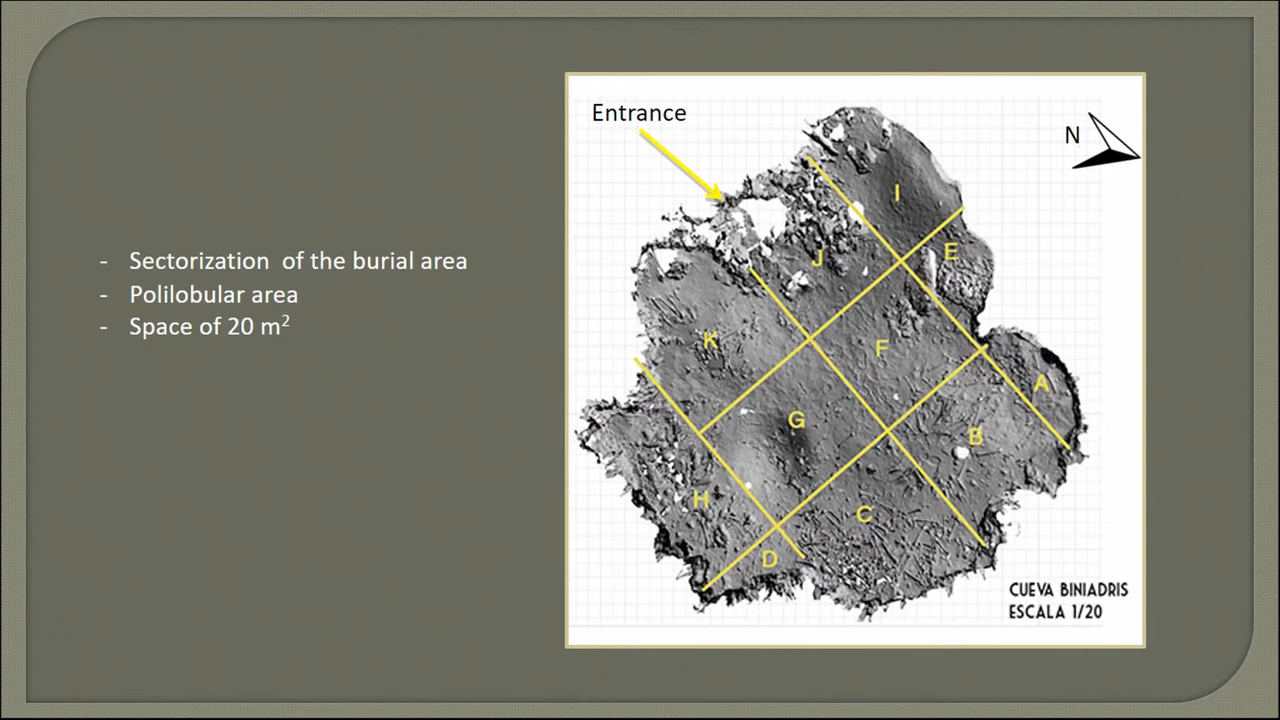 - Sectorization of the burial area
- Polilobular area
- Space of 20 m²
Entrance
N
I
E
J
K
F
A
G
B
H
C
D
CUEVA BINIADRIS
ESCALA 1/20